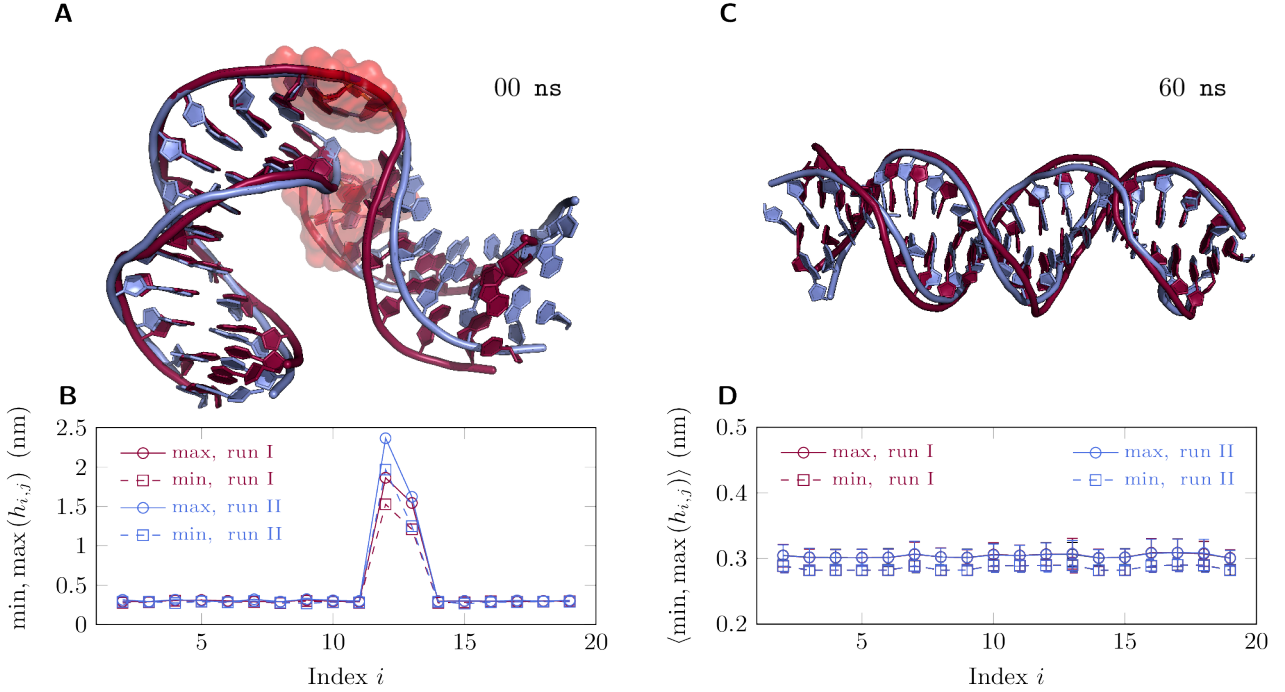 A
00 ns
C
60 ns
B
min, max (h_{i,j}) (nm)
2.5
2
1.5
1
0.5
0
max, run I
min, run I
max, run II
min, run II
5
10
15
20
Index i
D
⟨min, max (h_{i,j})⟩ (nm)
0.5
0.4
0.3
0.2
max, run I
min, run I
max, run II
min, run II
5
10
15
20
Index i